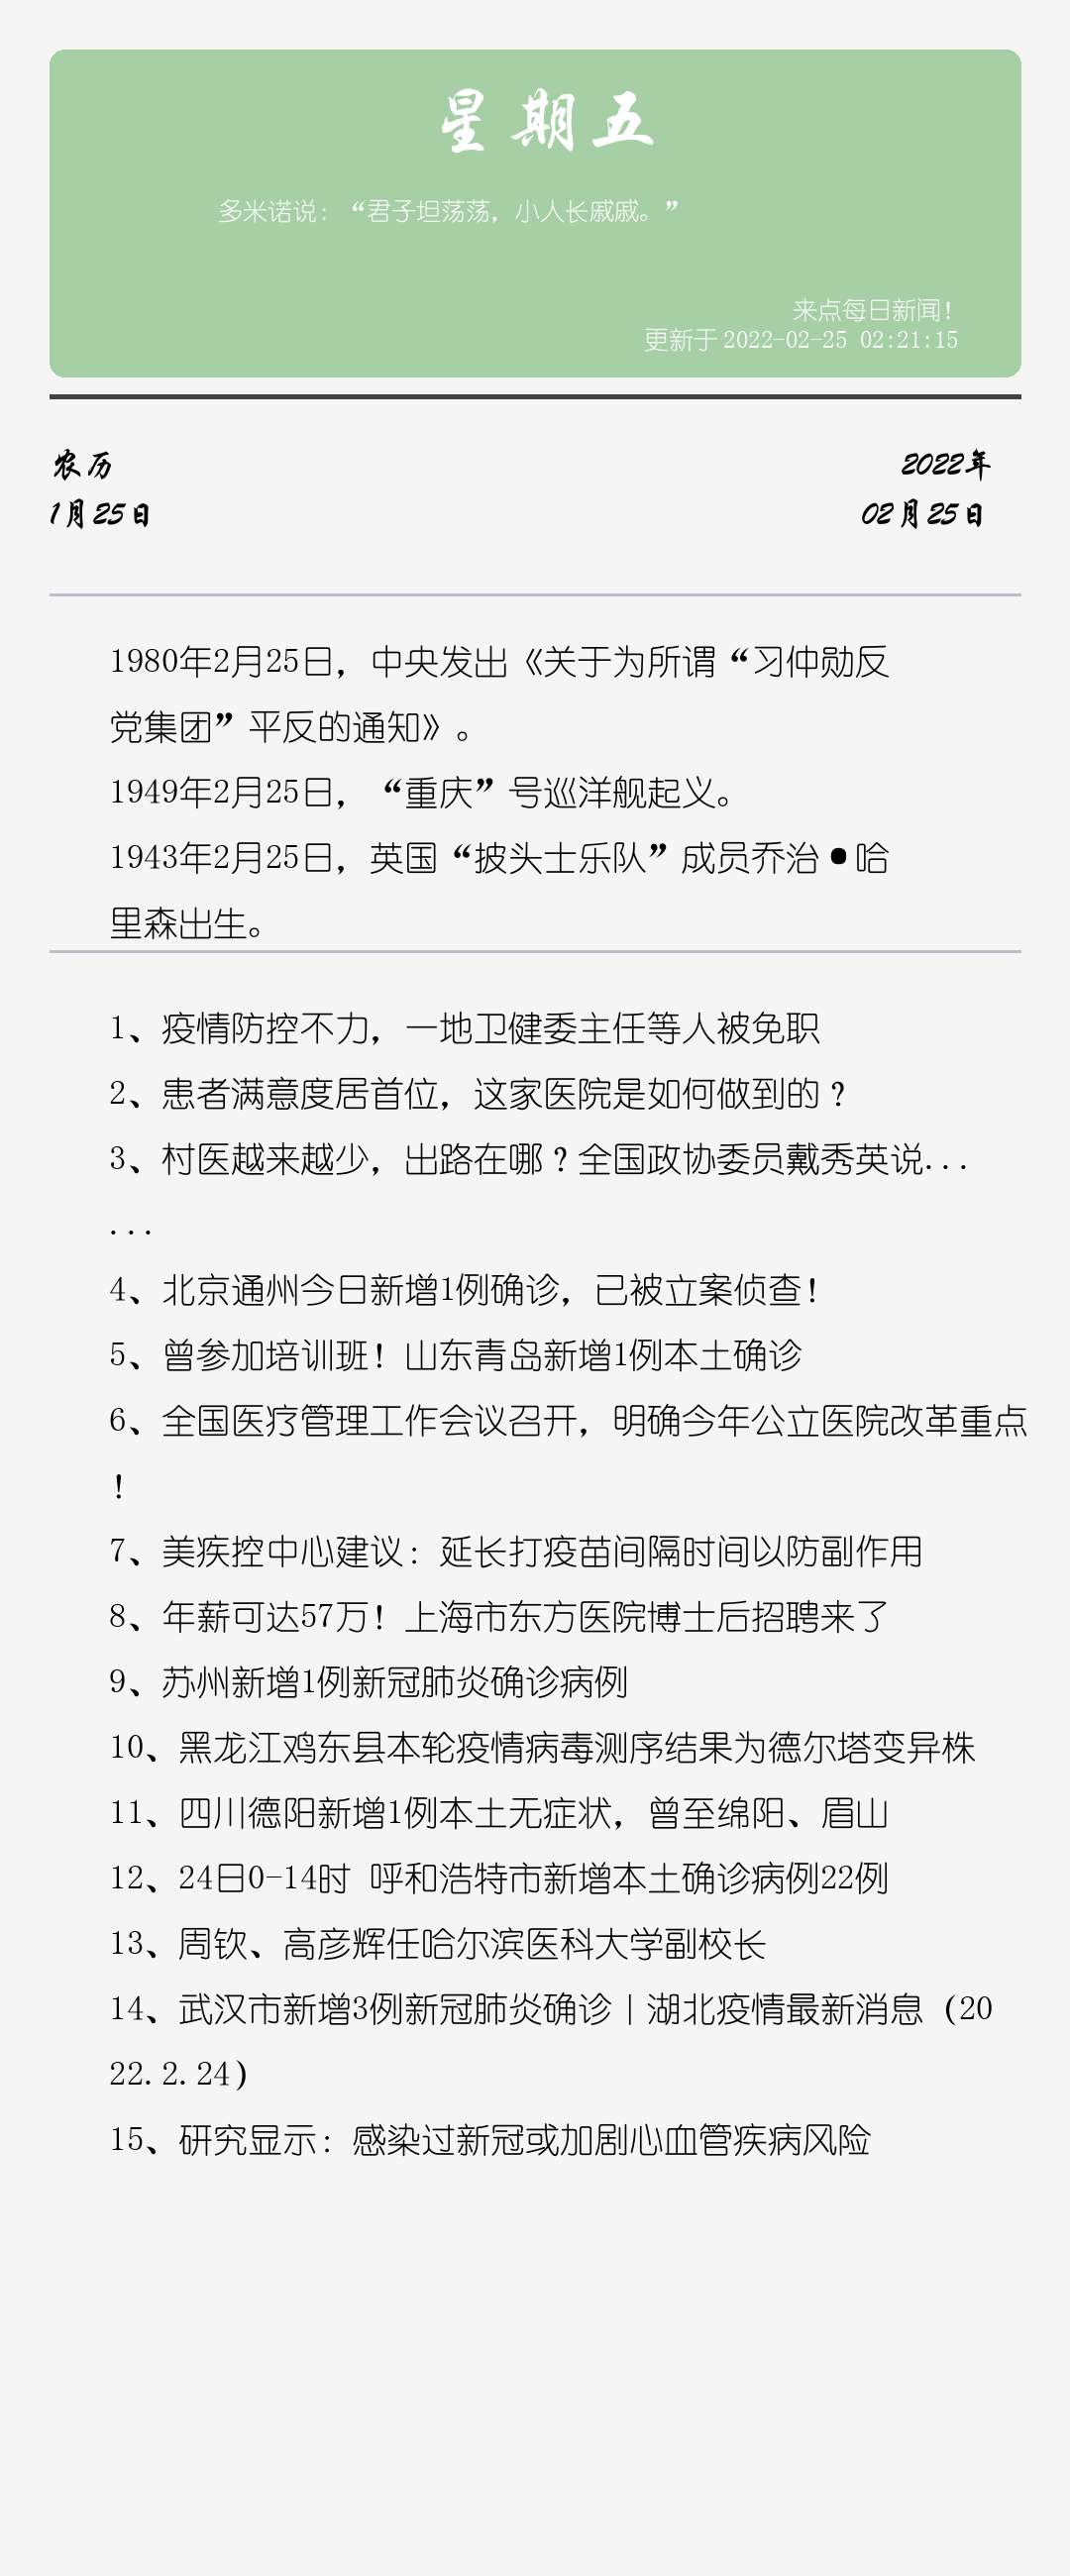 星期五
多米诺说：“君子坦荡荡，小人长戚戚。”
来点每日新闻！
更新于 2022-02-25 02:21:15
农历
2022年
1月25日
02月25日
1980年2月25日，中央发出《关于为所谓“习仲勋反
党集团”平反的通知》。
1949年2月25日，“重庆”号巡洋舰起义。
1943年2月25日，英国“披头士乐队”成员乔治•哈
里森出生。
1、疫情防控不力，一地卫健委主任等人被免职
2、患者满意度居首位，这家医院是如何做到的？
3、村医越来越少，出路在哪？全国政协委员戴秀英说...
...
4、北京通州今日新增1例确诊，已被立案侦查！
5、曾参加培训班！山东青岛新增1例本土确诊
6、全国医疗管理工作会议召开，明确今年公立医院改革重点
！
7、美疾控中心建议：延长打疫苗间隔时间以防副作用
8、年薪可达57万！上海市东方医院博士后招聘来了
9、苏州新增1例新冠肺炎确诊病例
10、黑龙江鸡东县本轮疫情病毒测序结果为德尔塔变异株
11、四川德阳新增1例本土无症状，曾至绵阳、眉山
12、24日0-14时 呼和浩特市新增本土确诊病例22例
13、周钦、高彦辉任哈尔滨医科大学副校长
14、武汉市新增3例新冠肺炎确诊丨湖北疫情最新消息（20
22.2.24）
15、研究显示：感染过新冠或加剧心血管疾病风险